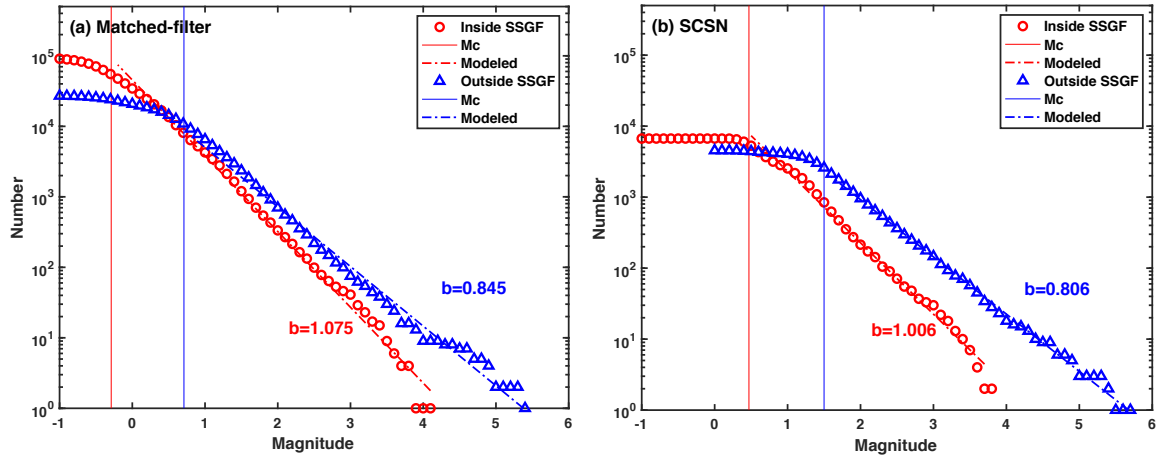 (a) Matched-filter
Inside SSGF
Mc
Modeled
Outside SSGF
Mc
Modeled
10^5
10^4
10^3
10^2
10^1
10^0
Number
b=0.845
b=1.075
-1 0 1 2 3 4 5 6
Magnitude
(b) SCSN
Inside SSGF
Mc
Modeled
Outside SSGF
Mc
Modeled
10^5
10^4
10^3
10^2
10^1
10^0
Number
b=0.806
b=1.006
-1 0 1 2 3 4 5 6
Magnitude